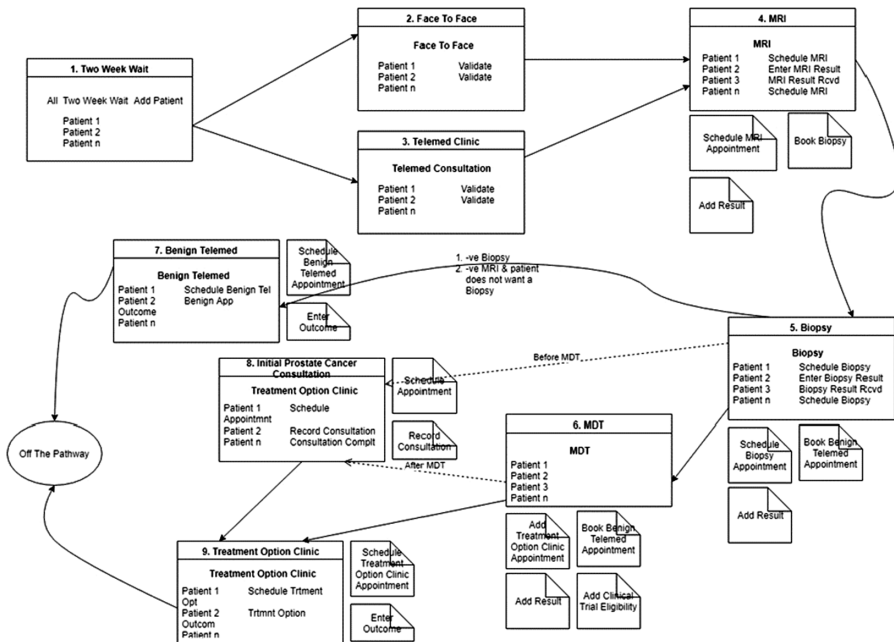 1. Two Week Wait
All Two Week Wait Add Patient
Patient 1
Patient 2
Patient n
2. Face To Face
Face To Face
Patient 1 Validate
Patient 2 Validate
Patient n
3. Telemed Clinic
Telemed Consultation
Patient 1 Validate
Patient 2 Validate
Patient n
4. MRI
MRI
Patient 1 Schedule MRI
Patient 2 Enter MRI Result
Patient 3 MRI Result Rcvd
Patient n Schedule MRI
Schedule MRI
Appointment
Book Biopsy
Add Result
7. Benign Telemed
Benign Telemed
Patient 1 Schedule Benign Tel
Patient 2 Benign App
Outcome
Patient n
Schedule
Benign
Telemed
Appointment
Enter
Outcome
1. -ve Biopsy
2. -ve MRI & patient
does not want a
Biopsy
5. Biopsy
Biopsy
Patient 1 Schedule Biopsy
Patient 2 Enter Biopsy Result
Patient 3 Biopsy Result Rcvd
Patient n Schedule Biopsy
Schedule
Biopsy
Appointment
Book Benign
Telemed
Appointment
Add Result
Before MDT
8. Initial Prostate Cancer
Consultation
Treatment Option Clinic
Patient 1 Schedule
Appointmnt
Patient 2 Record Consultation
Patient n Consultation Complt
Schedule
Appointment
Record
Consultation
After MDT
6. MDT
MDT
Patient 1
Patient 2
Patient 3
Patient n
Add
Treatment
Option Clinic
Appointment
Book Benign
Telemed
Appointment
Add Result
Add Clinical
Trial Eligibility
Off The Pathway
9. Treatment Option Clinic
Treatment Option Clinic
Patient 1 Schedule Trtment
Opt
Patient 2 Trtmnt Option
Outcom
Patient n
Schedule
Treatment
Option Clinic
Appointment
Enter
Outcome